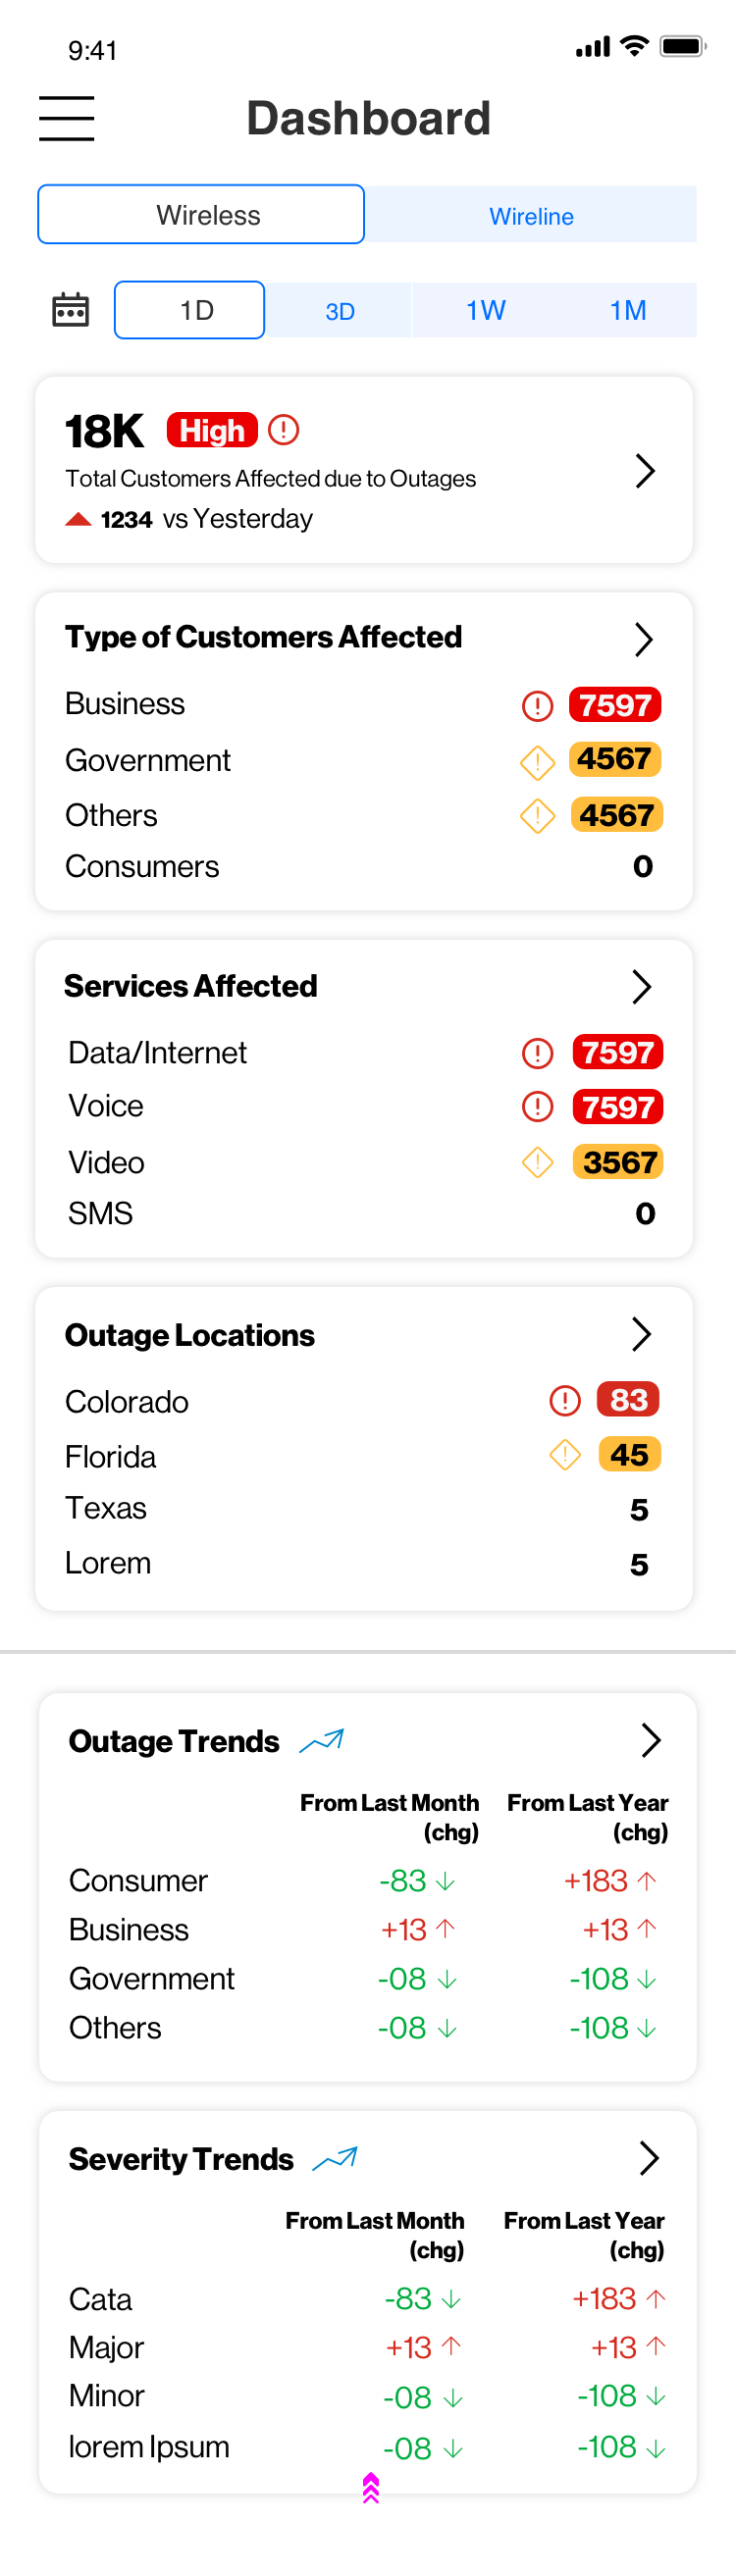 9:41
Dashboard
Wireless Wireline
1D 3D 1W 1M
18K High
Total Customers Affected due to Outages
1234 vs Yesterday
Type of Customers Affected
Business 7597
Government 4567
Others 4567
Consumers 0
Services Affected
Data/Internet 7597
Voice 7597
Video 3567
SMS 0
Outage Locations
Colorado 83
Florida 45
Texas 5
Lorem 5
Outage Trends
From Last Month From Last Year
(chg) (chg)
Consumer -83 +183
Business +13 +13
Government -08 -108
Others -08 -108
Severity Trends
From Last Month From Last Year
(chg) (chg)
Cata -83 +183
Major +13 +13
Minor -08 -108
lorem Ipsum -08 -108